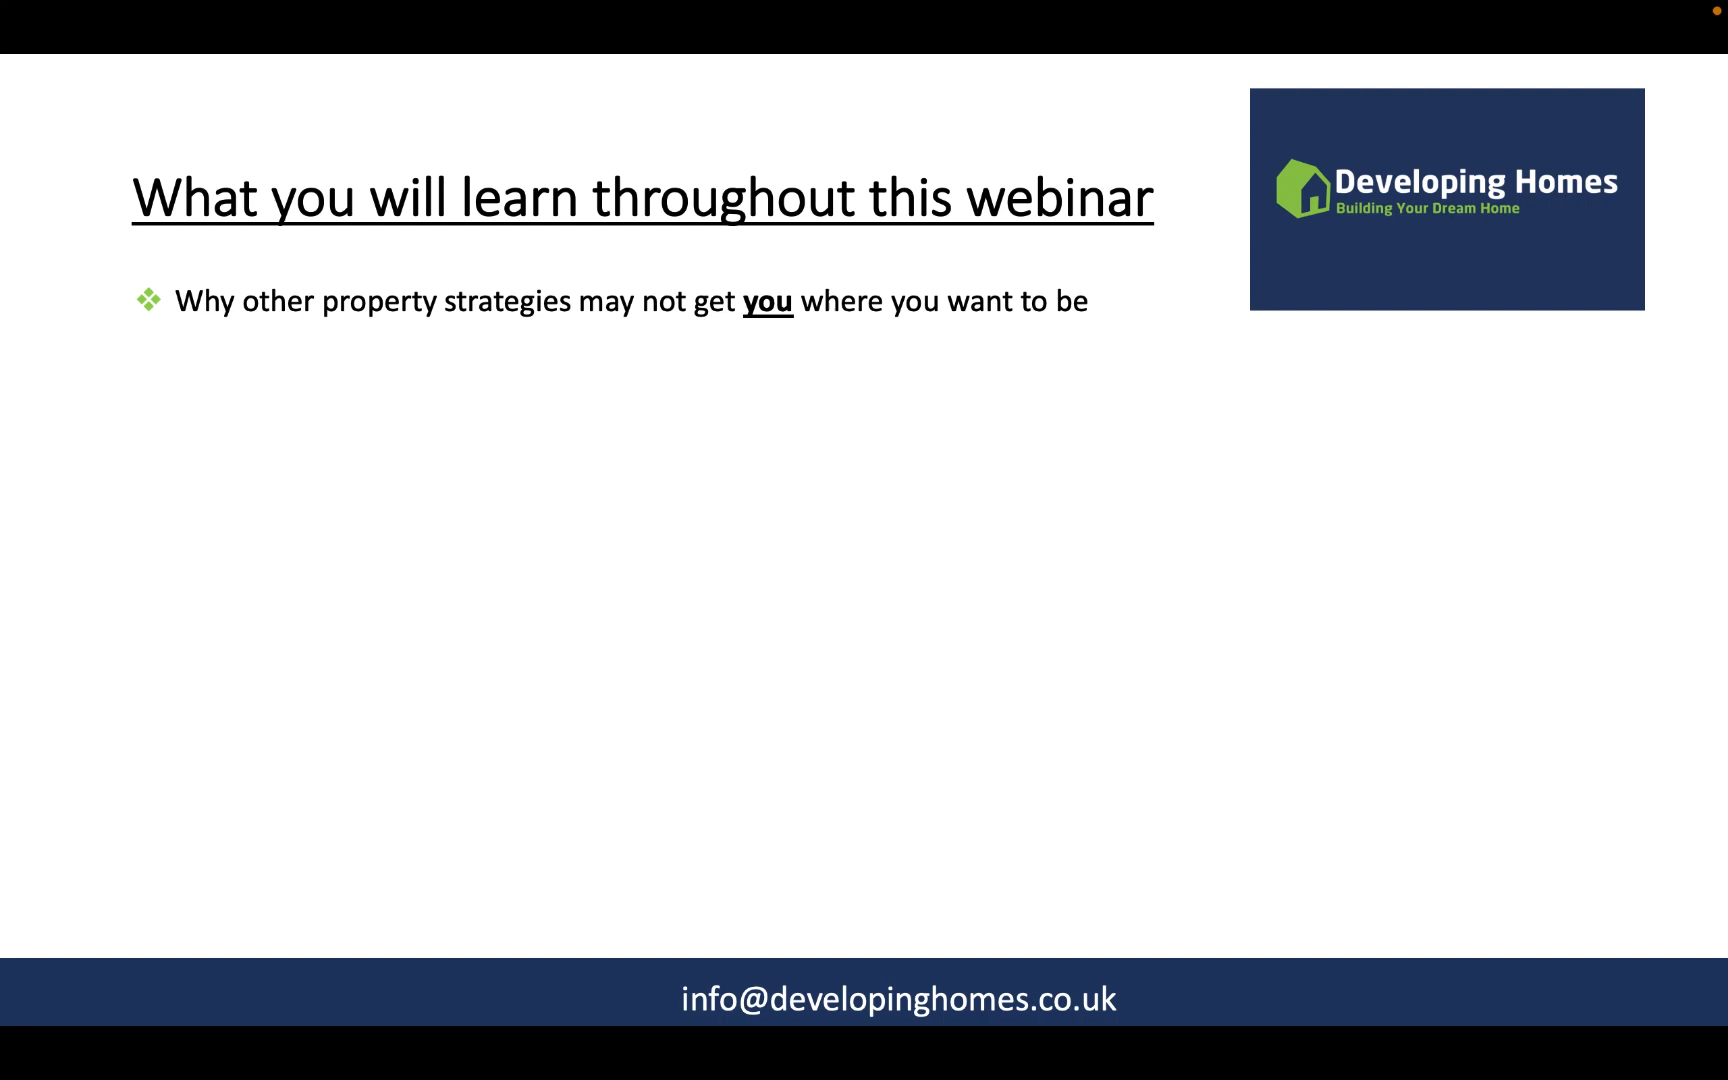 What you will learn throughout this webinar
Developing Homes
Building Your Dream Home
Why other property strategies may not get you where you want to be
info@developinghomes.co.uk